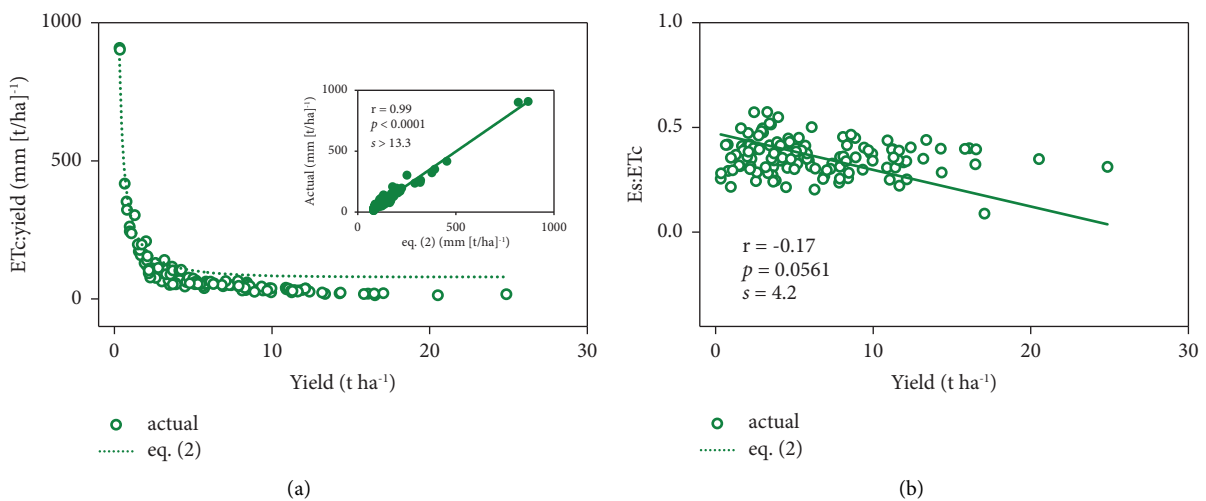 1000
500
0
ETc:yield (mm [t/ha]⁻¹)
0
10
20
30
Yield (t ha⁻¹)
1000
500
0
Actual (mm [t/ha]⁻¹)
r = 0.99
p < 0.0001
s > 13.3
500
1000
eq. (2) (mm [t/ha]⁻¹)
actual
eq. (2)
(a)
1.0
0.5
0.0
Es:ETc
r = -0.17
p = 0.0561
s = 4.2
0
10
20
30
Yield (t ha⁻¹)
actual
eq. (2)
(b)